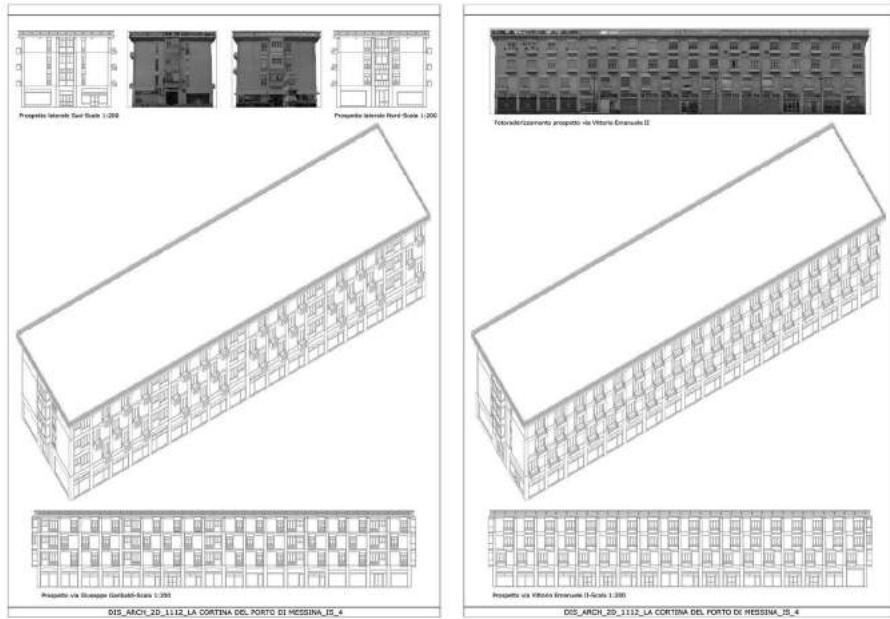 Prospetto laterale Sud-Scala 1:200
Prospetto laterale Nord-Scala 1:200
Prospetto via Giuseppe Garibaldi-Scala 1:200
DIS_ARCH_2D_1112_LA CORTINA DEL PORTO DI MESSINA_IS_4
Fotoradrizzamento prospetto via Vittorio Emanuele II
Prospetto via Vittorio Emanuele II-Scala 1:200
DIS_ARCH_2D_1112_LA CORTINA DEL PORTO DI MESSINA_IS_4